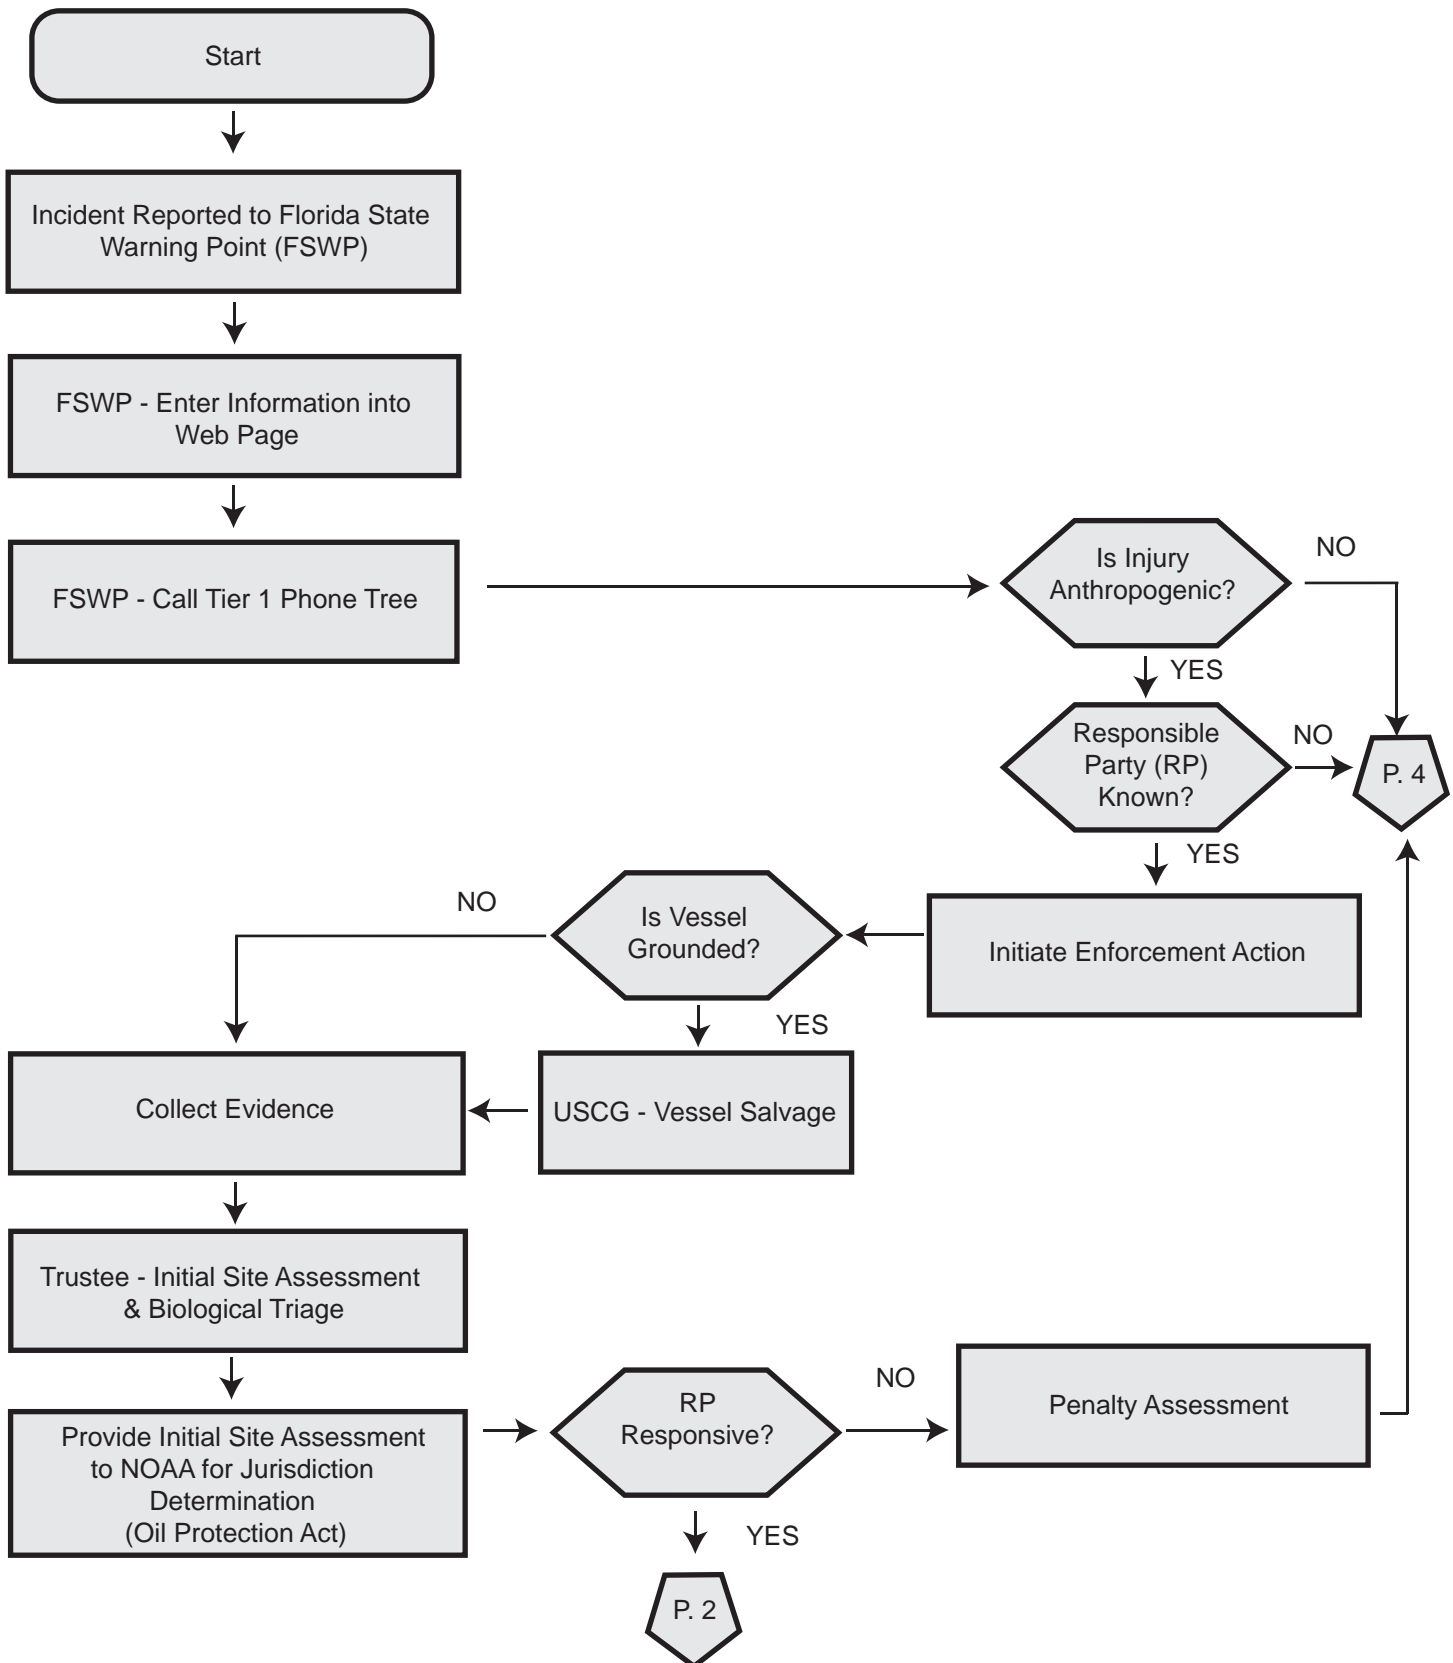 Start
Incident Reported to Florida State
Warning Point (FSWP)
FSWP - Enter Information into
Web Page
FSWP - Call Tier 1 Phone Tree
Is Injury
Anthropogenic?
NO
YES
Responsible
Party (RP)
Known?
NO
P. 4
YES
Initiate Enforcement Action
Is Vessel
Grounded?
NO
YES
USCG - Vessel Salvage
Collect Evidence
Trustee - Initial Site Assessment
& Biological Triage
Provide Initial Site Assessment
to NOAA for Jurisdiction
Determination
(Oil Protection Act)
RP
Responsive?
NO
Penalty Assessment
YES
P. 2